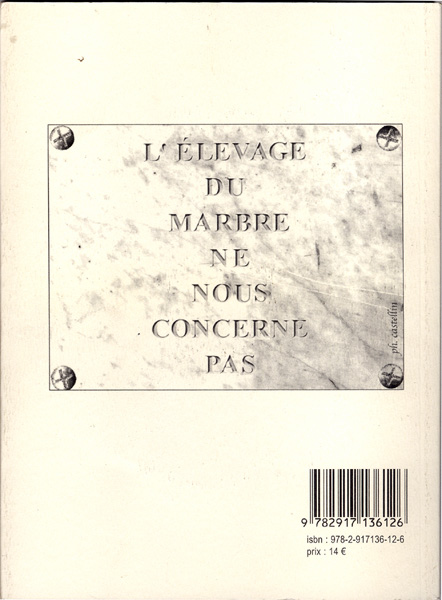 L'ÉLEVAGE
DU
MARBRE
NE
NOUS
CONCERNE
PAS
ph. castellin
9 782917 136126
isbn : 978-2-917136-12-6
prix : 14 €